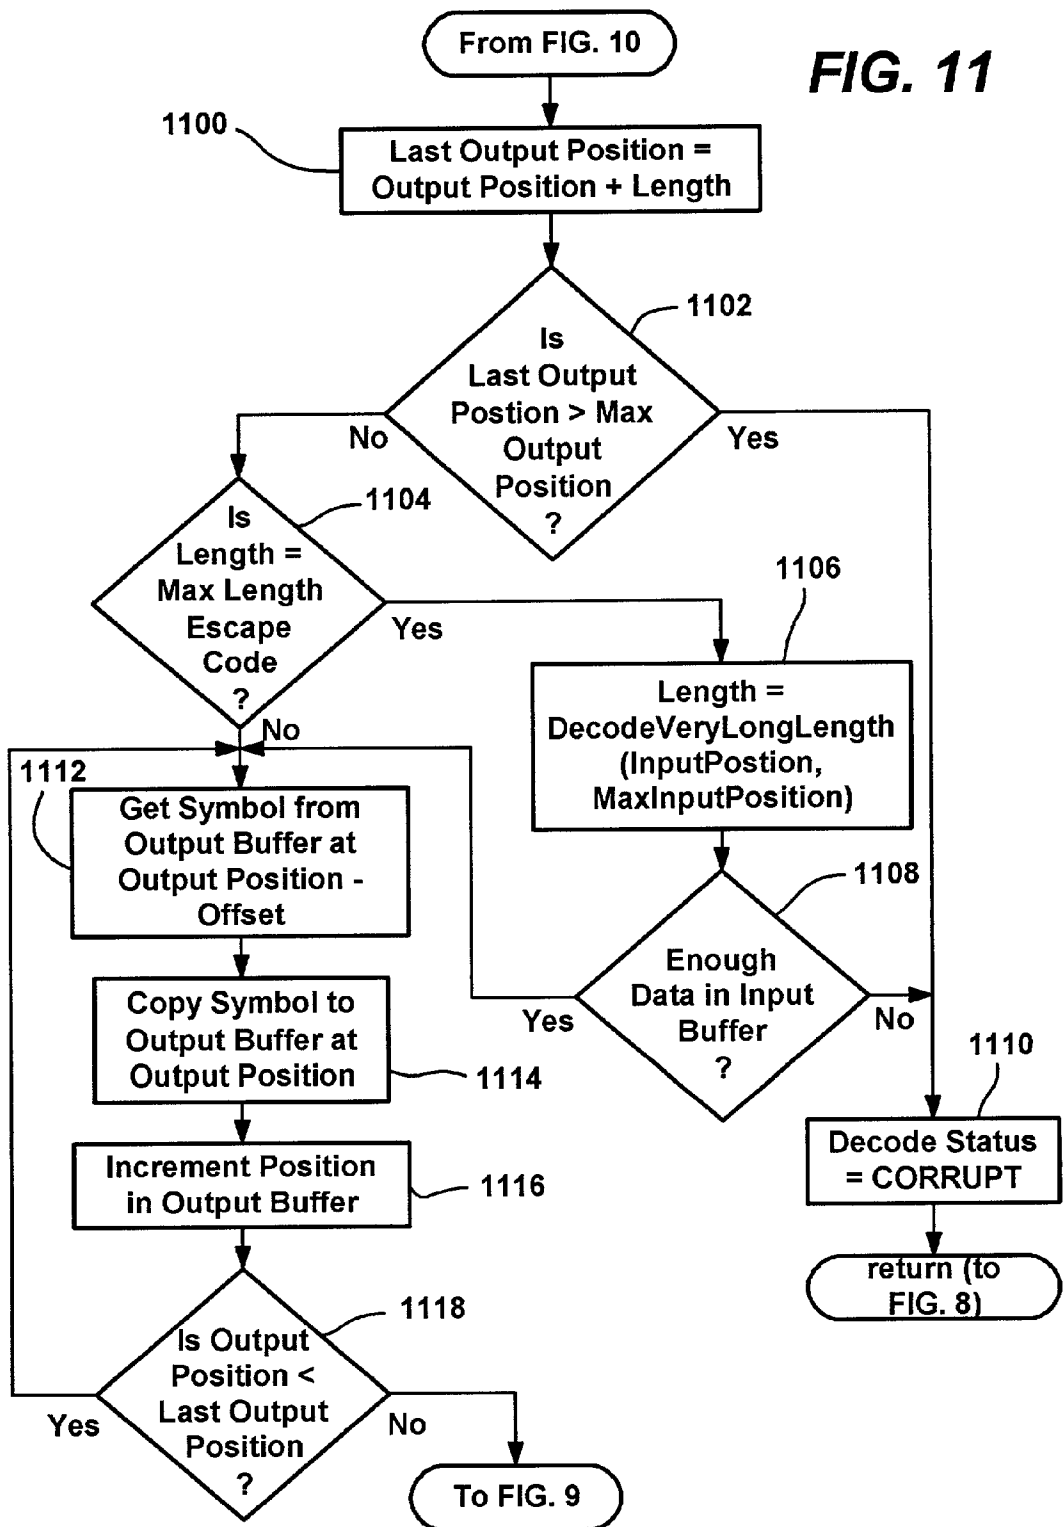 From FIG. 10
FIG. 11
1100
Last Output Position =
Output Position + Length
1102
Is
Last Output
Postion > Max
Output
Position
?
No
Yes
1104
Is
Length =
Max Length
Escape
Code
?
Yes
No
1106
Length =
DecodeVeryLongLength
(InputPostion,
MaxInputPosition)
1108
Enough
Data in Input
Buffer
?
Yes
No
1110
Decode Status
= CORRUPT
return (to
FIG. 8)
1112
Get Symbol from
Output Buffer at
Output Position -
Offset
Copy Symbol to
Output Buffer at
Output Position
1114
Increment Position
in Output Buffer
1116
1118
Is Output
Position <
Last Output
Position
?
Yes
No
To FIG. 9